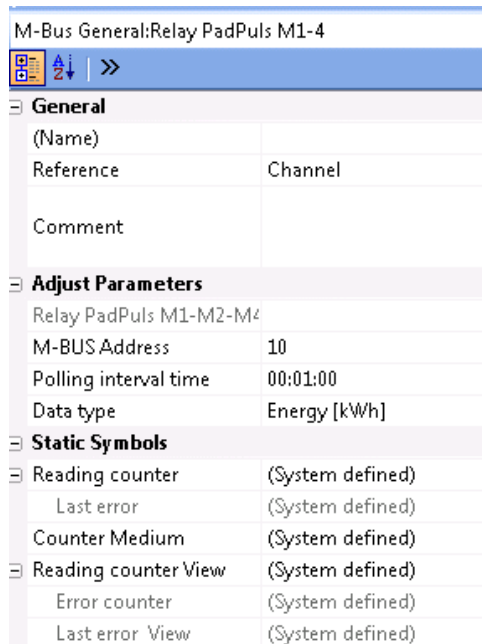 M-Bus General:Relay PadPuls M1-4
General
(Name)
Reference Channel
Comment
Adjust Parameters
Relay PadPuls M1-M2-M4
M-BUS Address 10
Polling interval time 00:01:00
Data type Energy [kWh]
Static Symbols
Reading counter (System defined)
Last error (System defined)
Counter Medium (System defined)
Reading counter View (System defined)
Error counter (System defined)
Last error View (System defined)